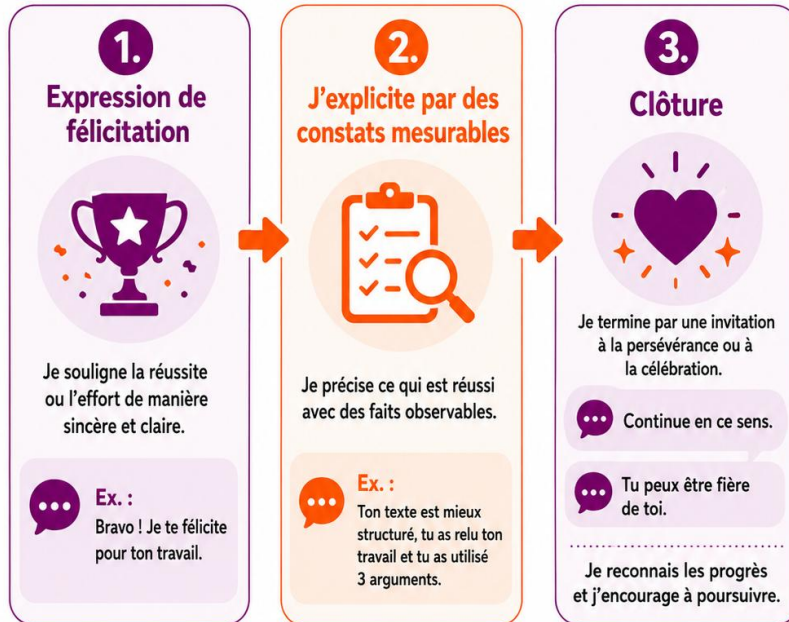 1.
Expression de
félicitation
Je souligne la réussite
ou l'effort de manière
sincère et claire.
Ex. :
Bravo ! Je te félicite
pour ton travail.
2.
J'explicite par des
constats mesurables
Je précise ce qui est réussi
avec des faits observables.
Ex. :
Ton texte est mieux
structuré, tu as relu ton
travail et tu as utilisé
3 arguments.
3.
Clôture
Je termine par une invitation
à la persévérance ou à
la célébration.
Continue en ce sens.
Tu peux être fière
de toi.
Je reconnais les progrès
et j'encourage à poursuivre.